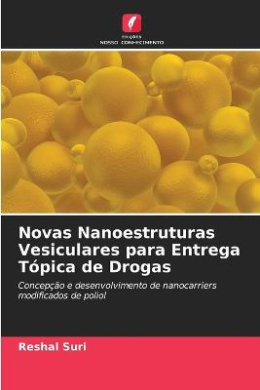 edições
NOSSO CONHECIMENTO
Novas Nanoestruturas
Vesiculares para Entrega
Tópica de Drogas
Concepção e desenvolvimento de nanocarriers
modificados de poliol
Reshal Suri